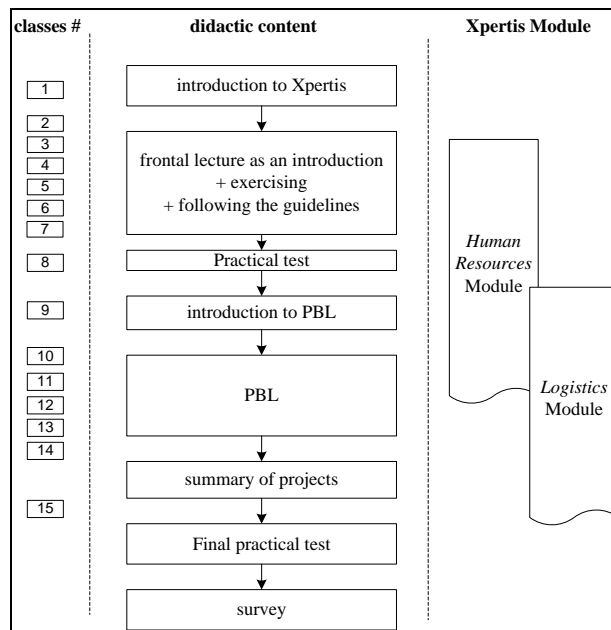 classes #
didactic content
Xpertis Module
1
introduction to Xpertis
2
3
4
5
6
7
frontal lecture as an introduction
+ exercising
+ following the guidelines
8
Practical test
9
introduction to PBL
10
11
12
13
14
PBL
summary of projects
15
Final practical test
survey
Human
Resources
Module
Logistics
Module